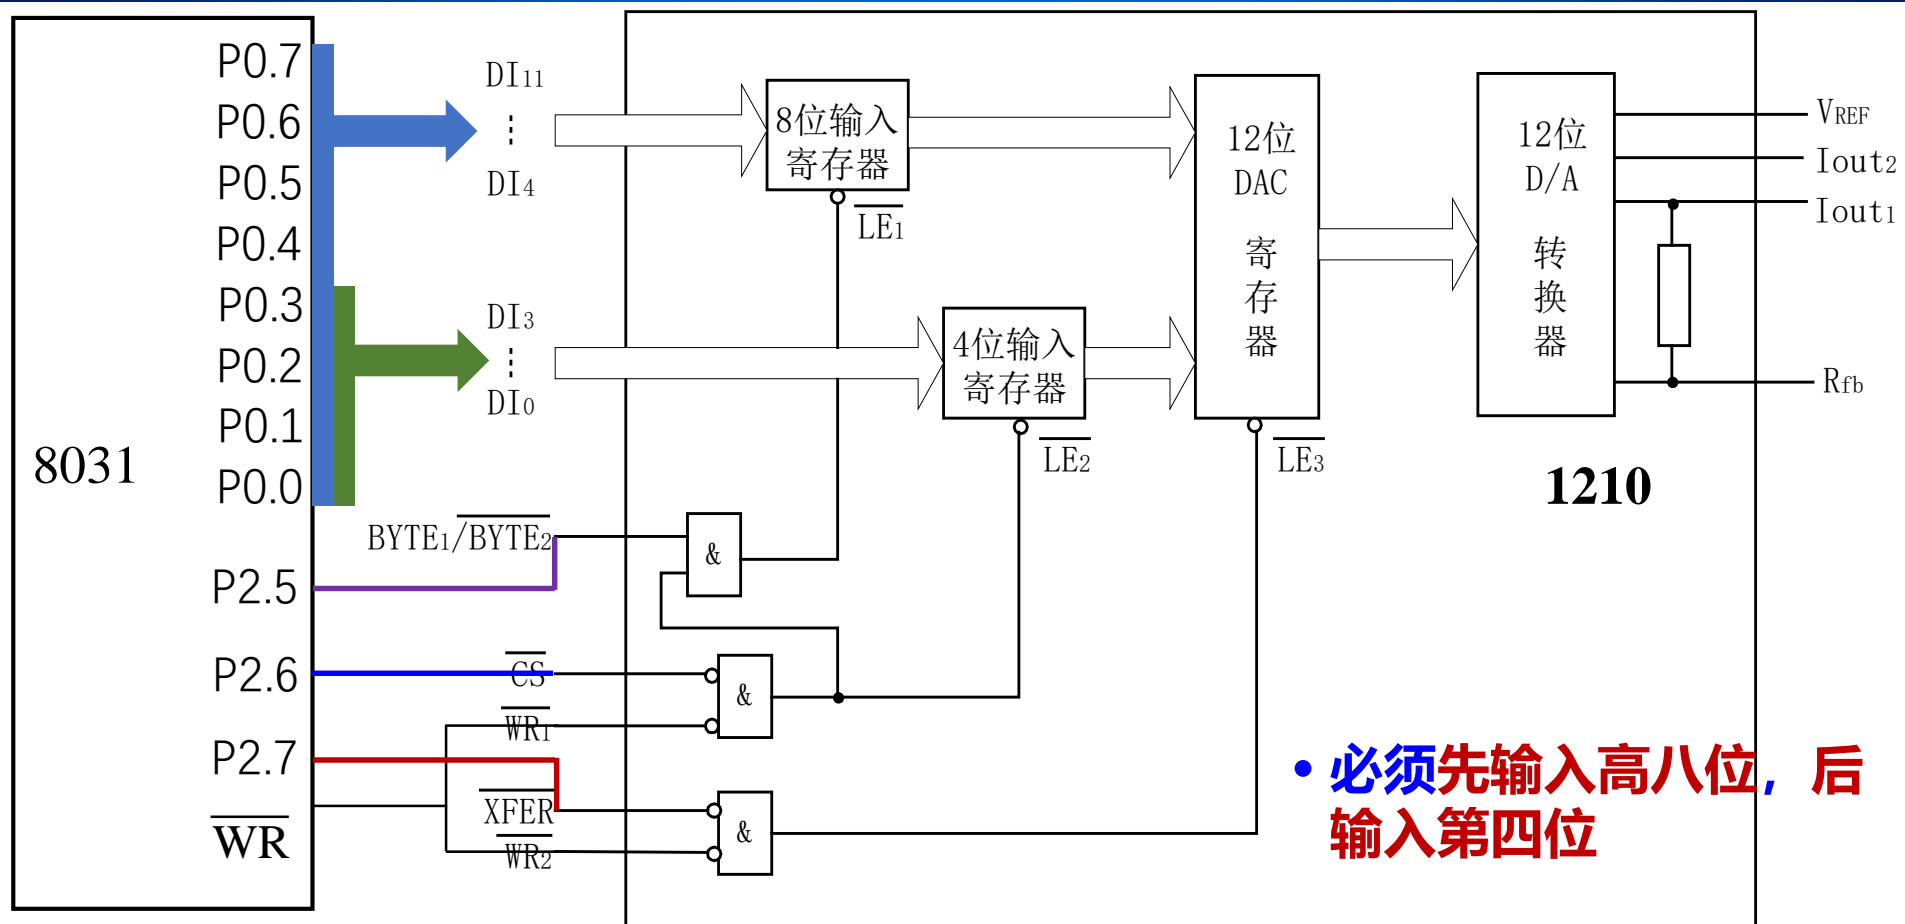 8031
P0.7
P0.6
P0.5
P0.4
P0.3
P0.2
P0.1
P0.0
P2.5
P2.6
P2.7
WR
DI11
DI4
DI3
DI0
BYTE1/BYTE2
CS
WR1
XFER
WR2
8位输入
寄存器
LE1
4位输入
寄存器
LE2
&
&
&
12位
DAC
寄
存
器
LE3
12位
D/A
转
换
器
1210
VREF
Iout2
Iout1
Rfb
• 必须先输入高八位，后
输入第四位